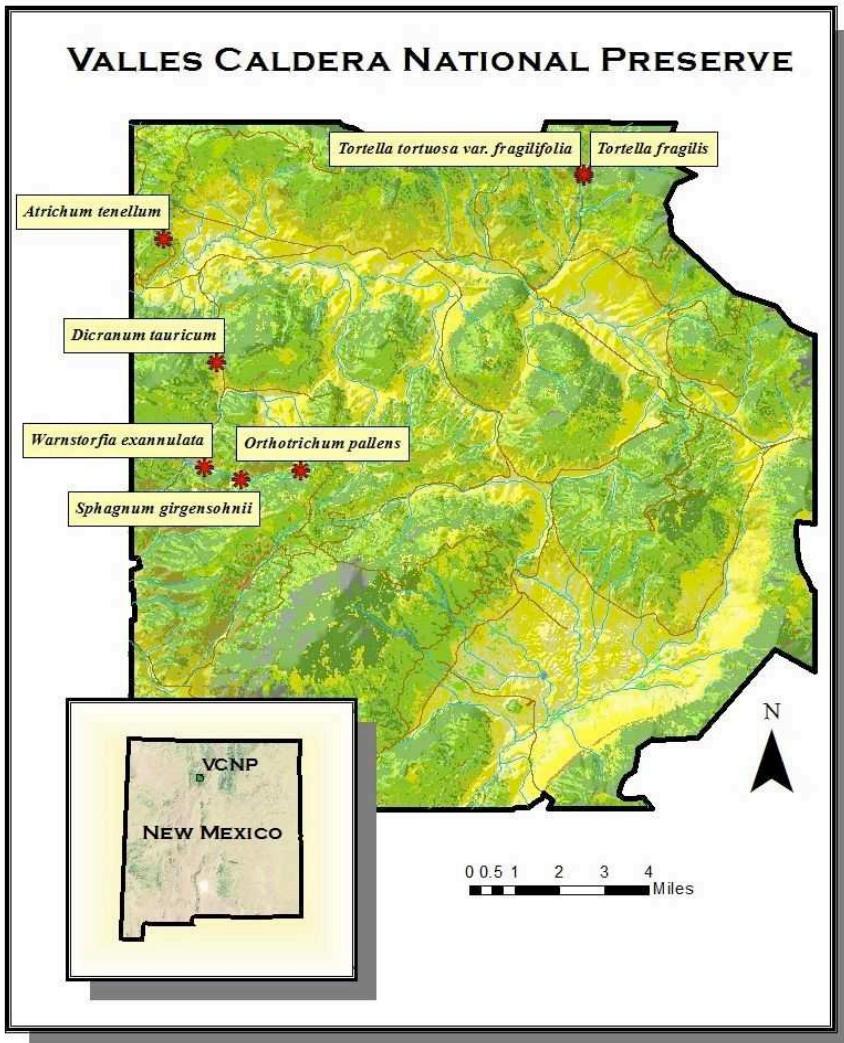 VALLES CALDERA NATIONAL PRESERVE
Tortella tortuosa var. fragilifolia
Tortella fragilis
Atrichum tenellum
Dicranum tauricum
Warnstorfia exannulata
Orthotrichum pallens
Sphagnum girgensohnii
VCNP
NEW MEXICO
N
0 0.5 1 2 3 4
Miles